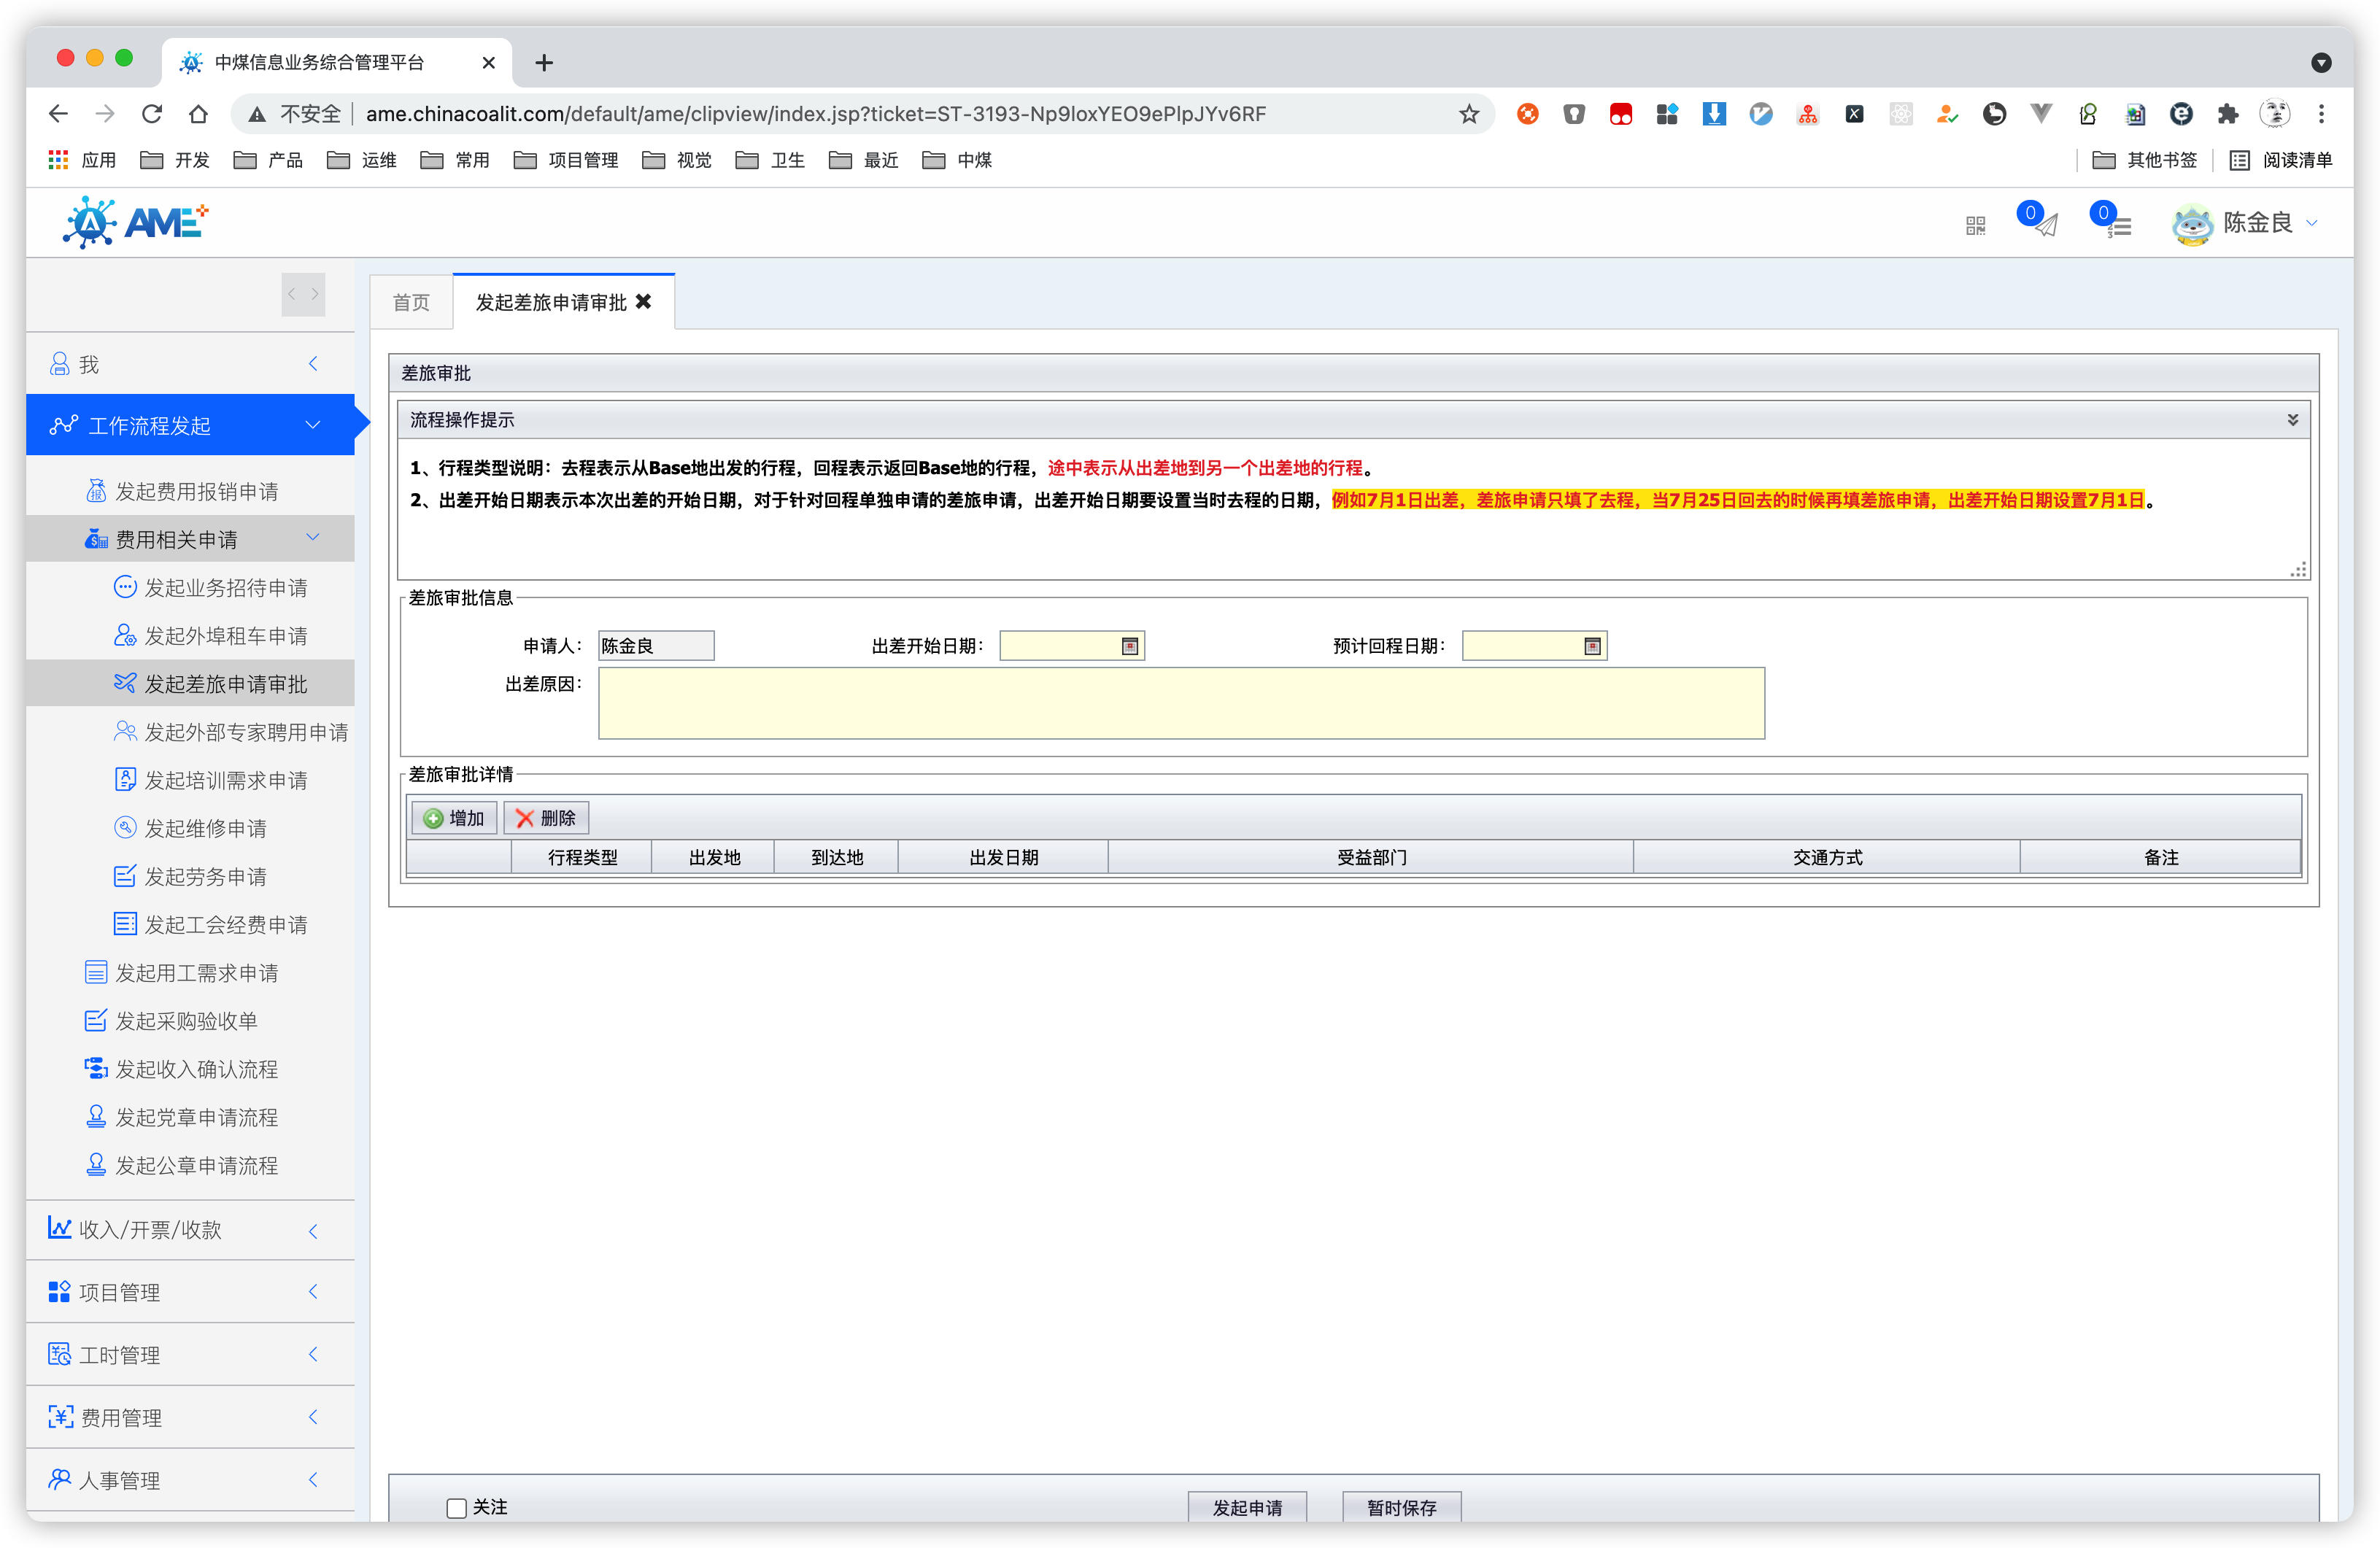 中煤信息业务综合管理平台
不安全 ame.chinacoalit.com/default/ame/clipview/index.jsp?ticket=ST-3193-Np9loxYEO9ePlpJYv6RF
应用 开发 产品 运维 常用 项目管理 视觉 卫生 最近 中煤 其他书签 阅读清单
AME
0 0 陈金良
首页 发起差旅申请审批
我
工作流程发起
发起费用报销申请
费用相关申请
发起业务招待申请
发起外埠租车申请
发起差旅申请审批
发起外部专家聘用申请
发起培训需求申请
发起维修申请
发起劳务申请
发起工会经费申请
发起用工需求申请
发起采购验收单
发起收入确认流程
发起党章申请流程
发起公章申请流程
收入/开票/收款
项目管理
工时管理
费用管理
人事管理
差旅审批
流程操作提示
1、行程类型说明：去程表示从Base地出发的行程，回程表示返回Base地的行程，途中表示从出差地到另一个出差地的行程。
2、出差开始日期表示本次出差的开始日期，对于针对回程单独申请的差旅申请，出差开始日期要设置当时去程的日期，例如7月1日出差，差旅申请只填了去程，当7月25日回去的时候再填差旅申请，出差开始日期设置7月1日。
差旅审批信息
申请人： 陈金良 出差开始日期： 预计回程日期：
出差原因：
差旅审批详情
增加 删除
行程类型 出发地 到达地 出发日期 受益部门 交通方式 备注
关注 发起申请 暂时保存